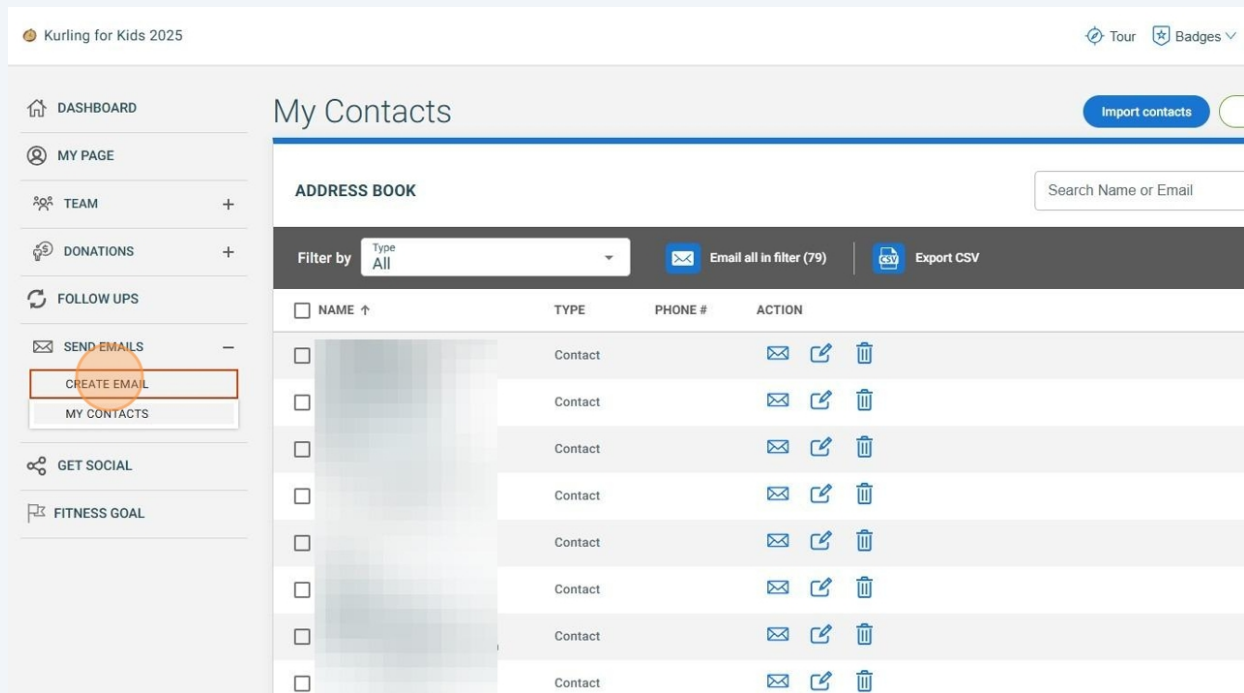 Kurling for Kids 2025
Tour Badges
DASHBOARD
MY PAGE
TEAM
DONATIONS
FOLLOW UPS
SEND EMAILS
CREATE EMAIL
MY CONTACTS
GET SOCIAL
FITNESS GOAL
My Contacts
Import contacts
ADDRESS BOOK
Search Name or Email
Filter by
Type
All
Email all in filter (79)
CSV
Export CSV
NAME TYPE PHONE # ACTION
Contact
Contact
Contact
Contact
Contact
Contact
Contact
Contact